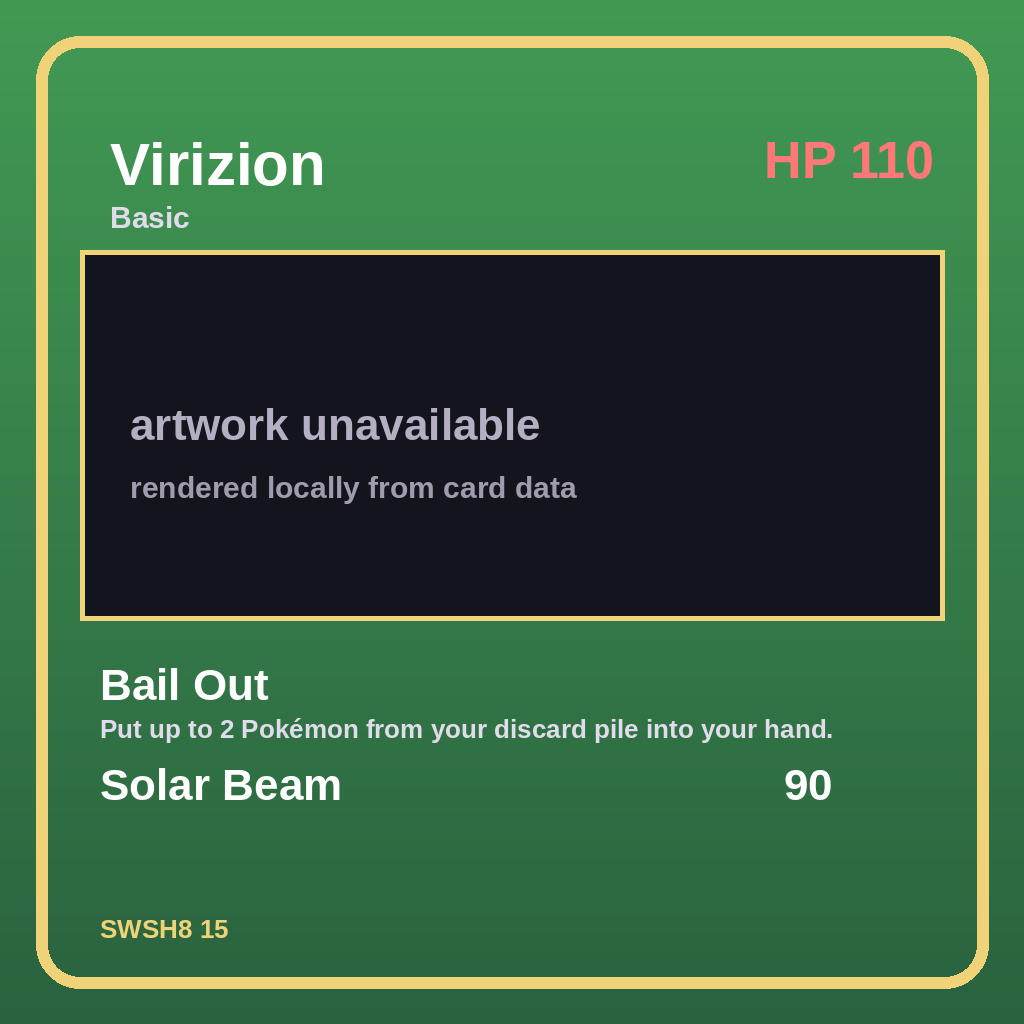 Virizion
HP 110
Basic
artwork unavailable
rendered locally from card data
Bail Out
Put up to 2 Pokémon from your discard pile into your hand.
Solar Beam 90
SWSH8 15